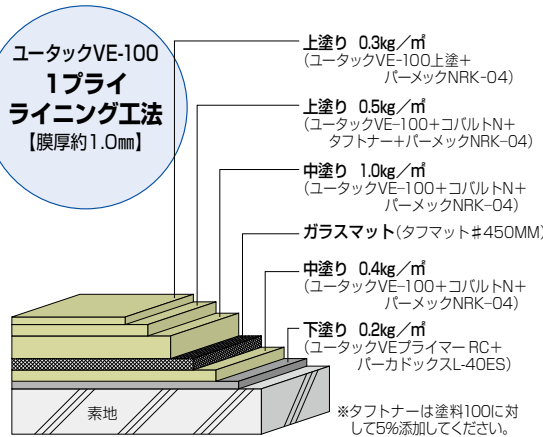 ユータックVE-100
1プライ
ライニング工法
【膜厚約1.0㎜】
上塗り 0.3kg／㎡
（ユータックVE-100上塗＋
パーメックNRK-04）
上塗り 0.5kg／㎡
（ユータックVE-100＋コバルトN＋
タフトナー＋パーメックNRK-04）
中塗り 1.0kg／㎡
（ユータックVE-100＋コバルトN＋
パーメックNRK-04）
ガラスマット（タフマット＃450MM）
中塗り 0.4kg／㎡
（ユータックVE-100＋コバルトN＋
パーメックNRK-04）
下塗り 0.2kg／㎡
（ユータックVEプライマー RC＋
パーカドックスL-40ES）
素地
※タフトナーは塗料100に対
して5％添加してください。